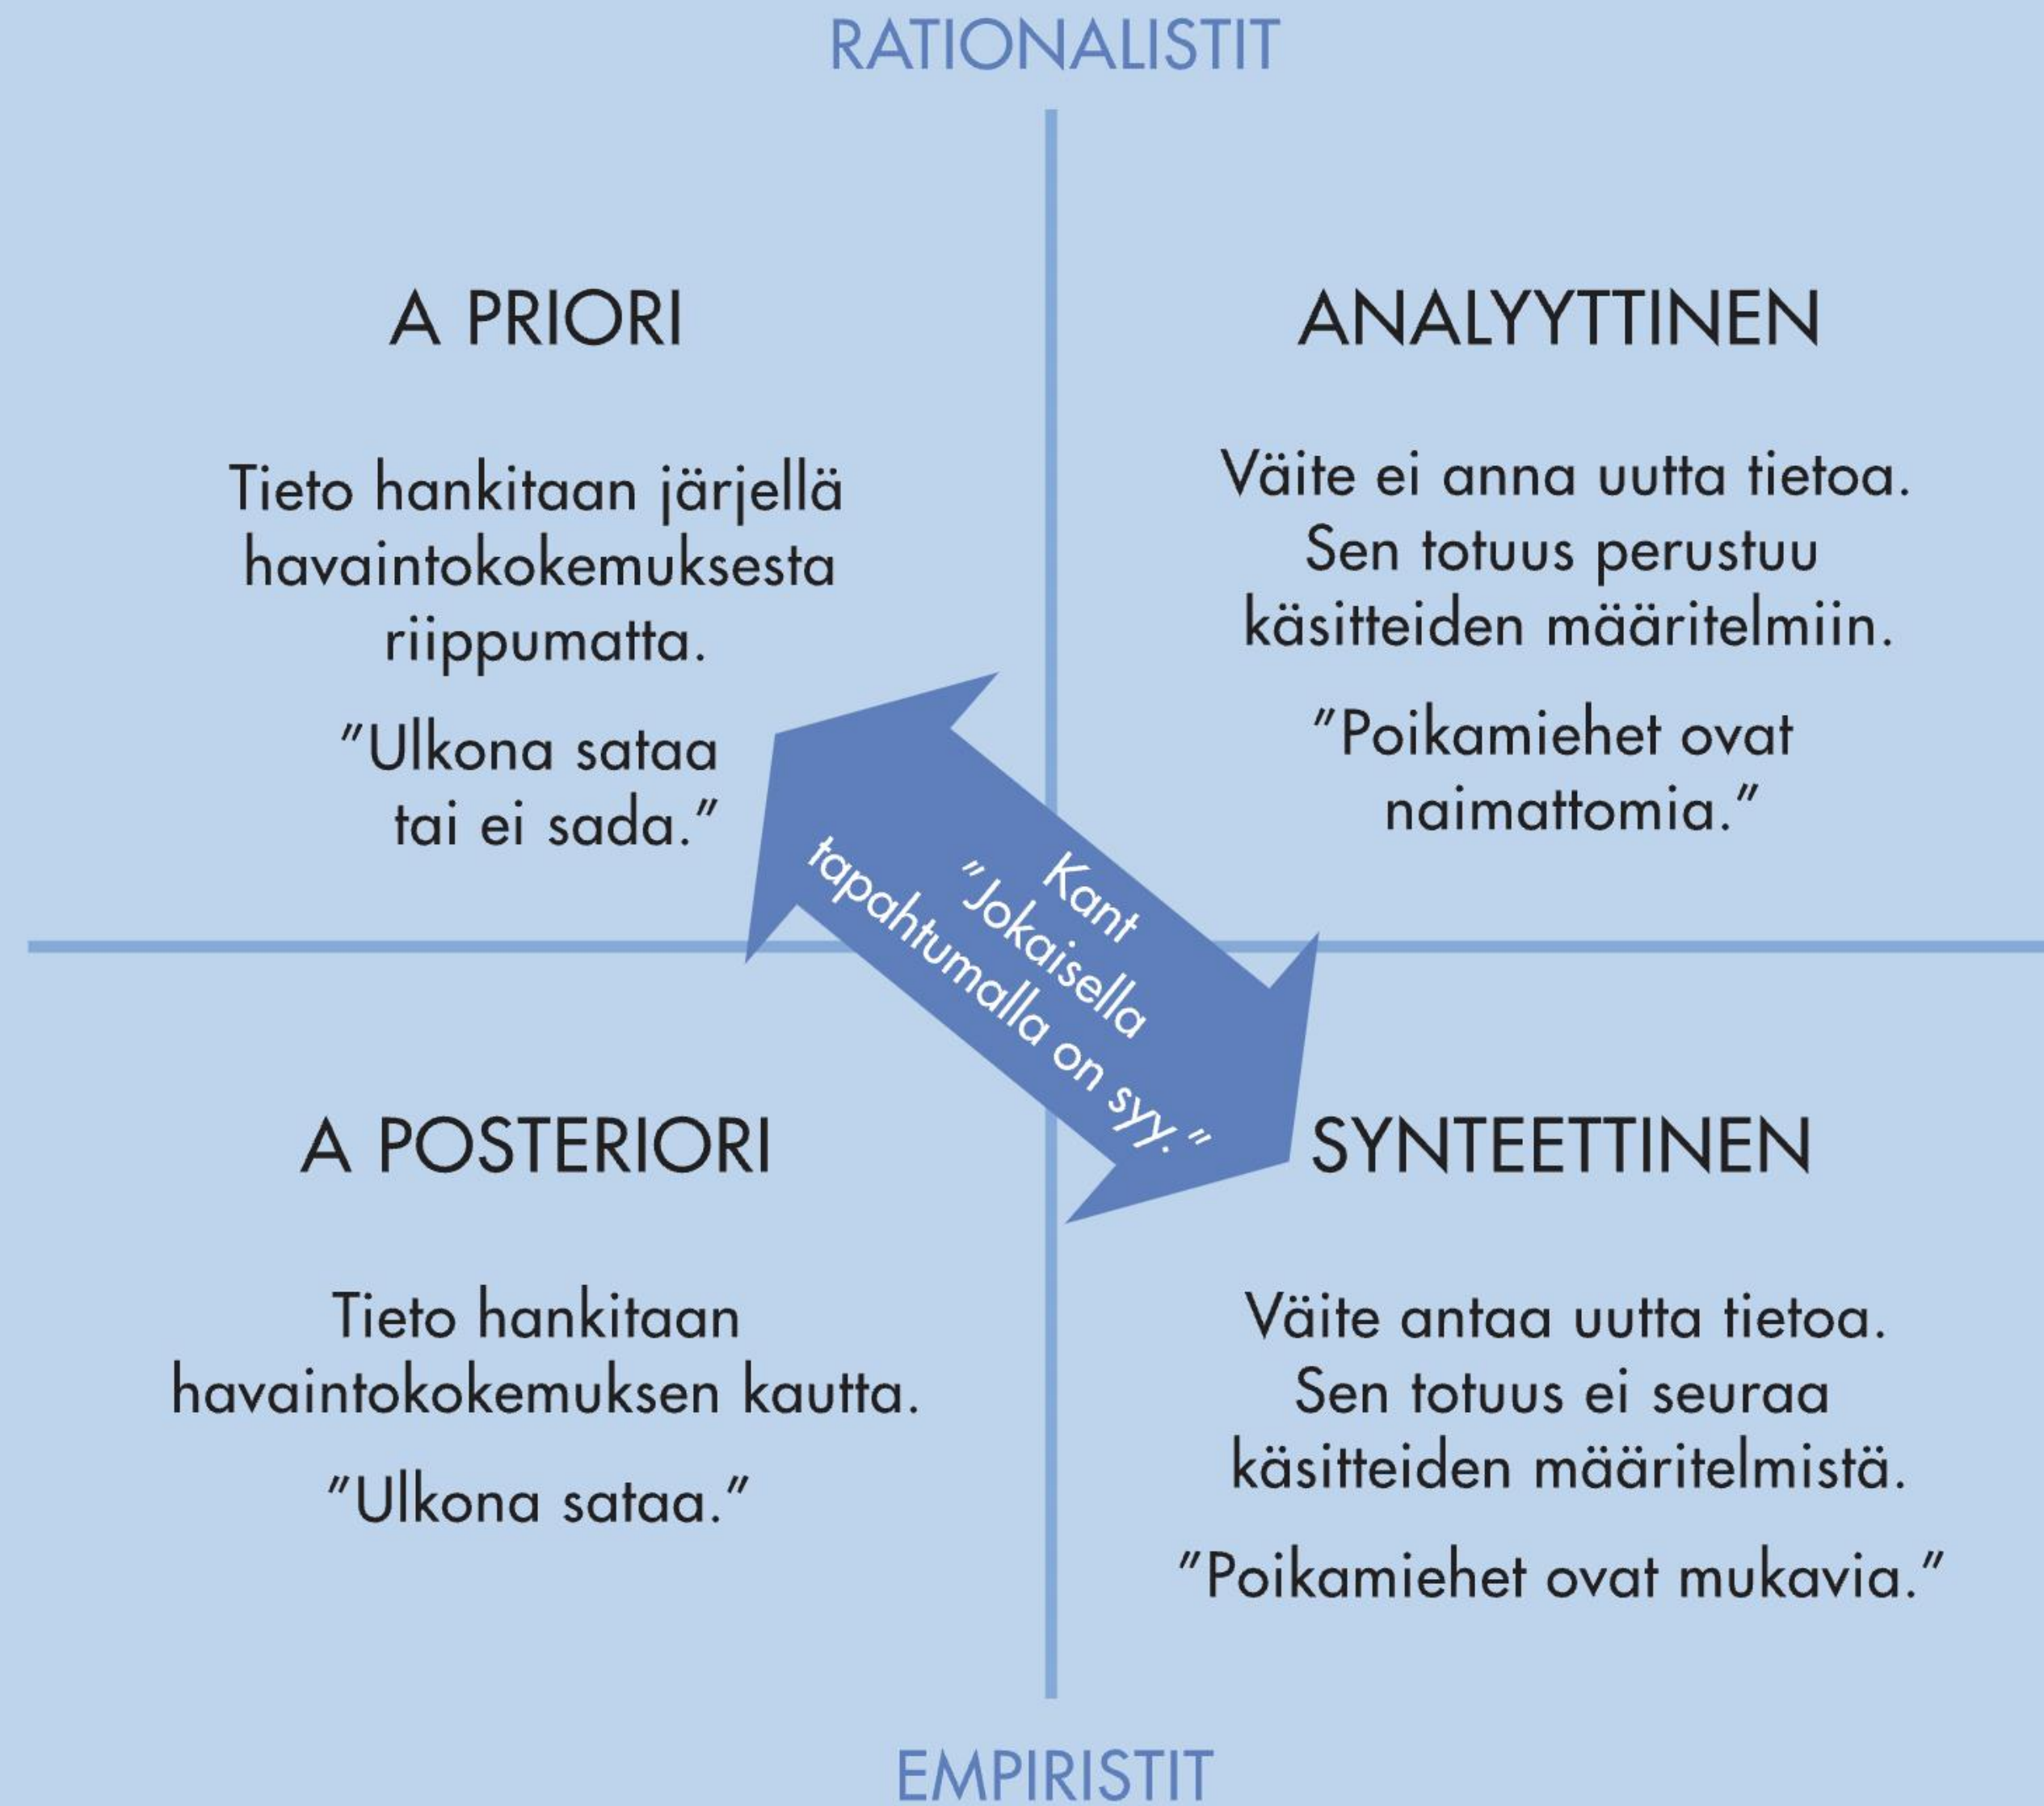 RATIONALISTIT
A PRIORI
Tieto hankitaan järjellä
havaintokokemuksesta
riippumatta.
"Ulkona sataa
tai ei sada."
ANALYYTTINEN
Väite ei anna uutta tietoa.
Sen totuus perustuu
käsitteiden määritelmiin.
"Poikamiehet ovat
naimattomia."
Kant
"Jokaisella
tapahtumalla on syy."
A POSTERIORI
Tieto hankitaan
havaintokokemuksen kautta.
"Ulkona sataa."
SYNTEETTINEN
Väite antaa uutta tietoa.
Sen totuus ei seuraa
käsitteiden määritelmistä.
"Poikamiehet ovat mukavia."
EMPIRISTIT